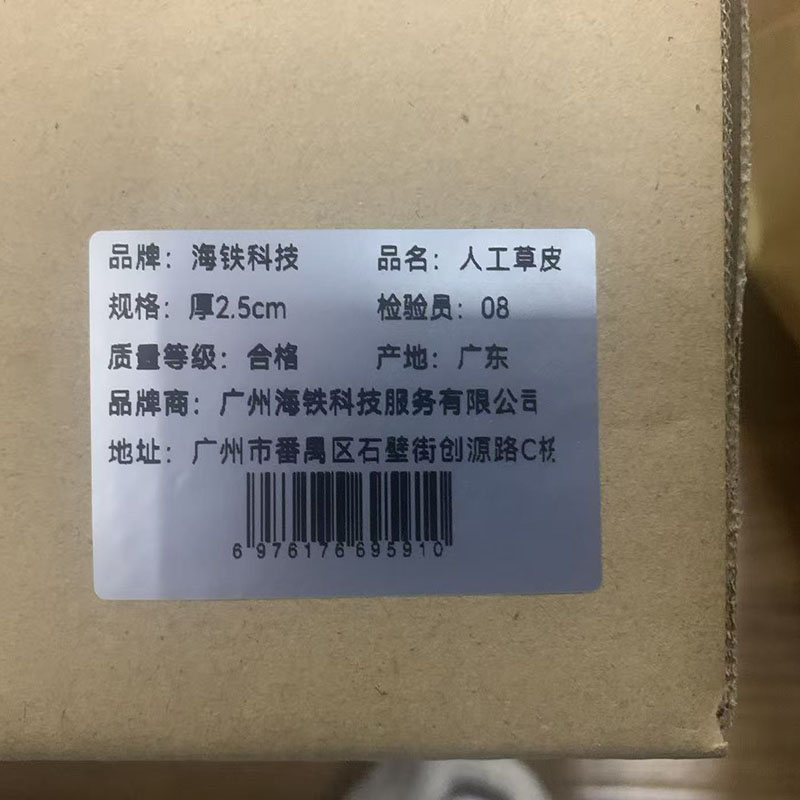 品牌：海铁科技 品名：人工草皮
规格：厚2.5cm 检验员：08
质量等级：合格 产地：广东
品牌商：广州海铁科技服务有限公司
地址：广州市番禺区石壁街创源路C
6 976176 695910